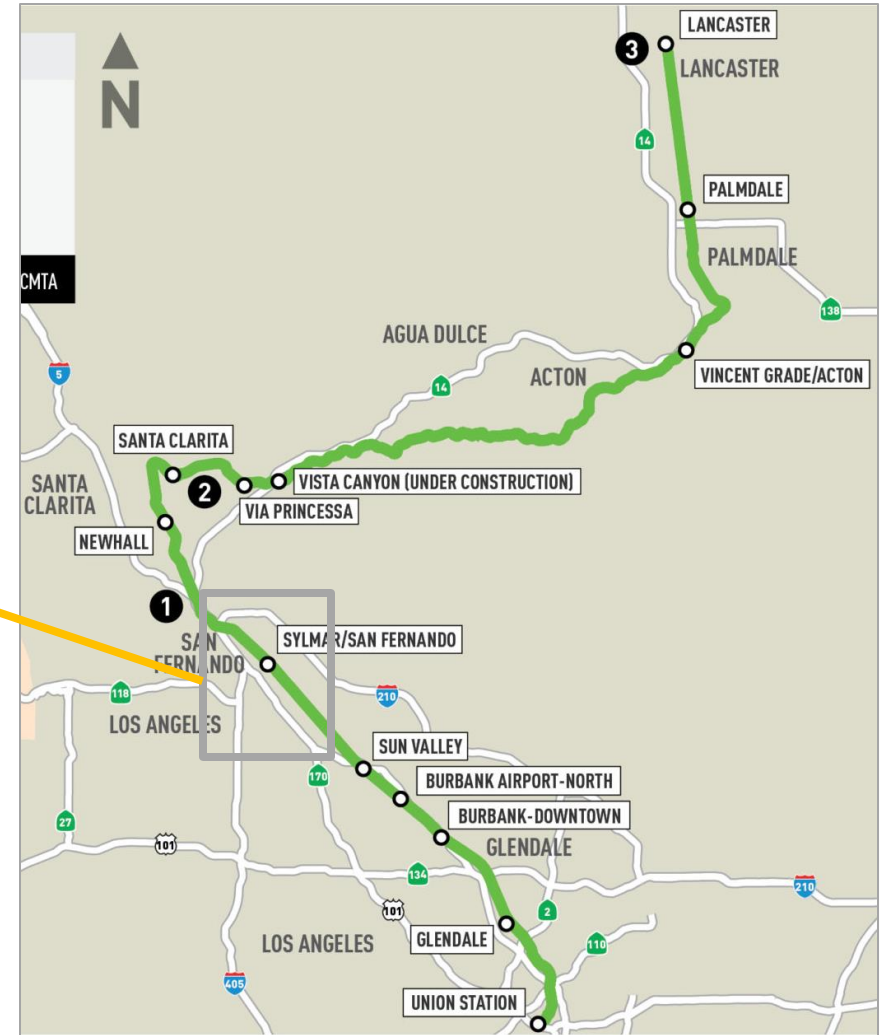 LANCASTER
3
LANCASTER
N
14
PALMDALE
PALMDALE
CMTA
138
AGUA DULCE
5
ACTON
VINCENT GRADE/ACTON
14
SANTA CLARITA
SANTA
CLARITA
2
VISTA CANYON (UNDER CONSTRUCTION)
VIA PRINCESSA
NEWHALL
1
SAN
FERNANDO
SYLMAR/SAN FERNANDO
118
210
LOS ANGELES
SUN VALLEY
170
BURBANK AIRPORT-NORTH
BURBANK-DOWNTOWN
27
101
GLENDALE
134
210
101
2
GLENDALE
LOS ANGELES
110
405
UNION STATION